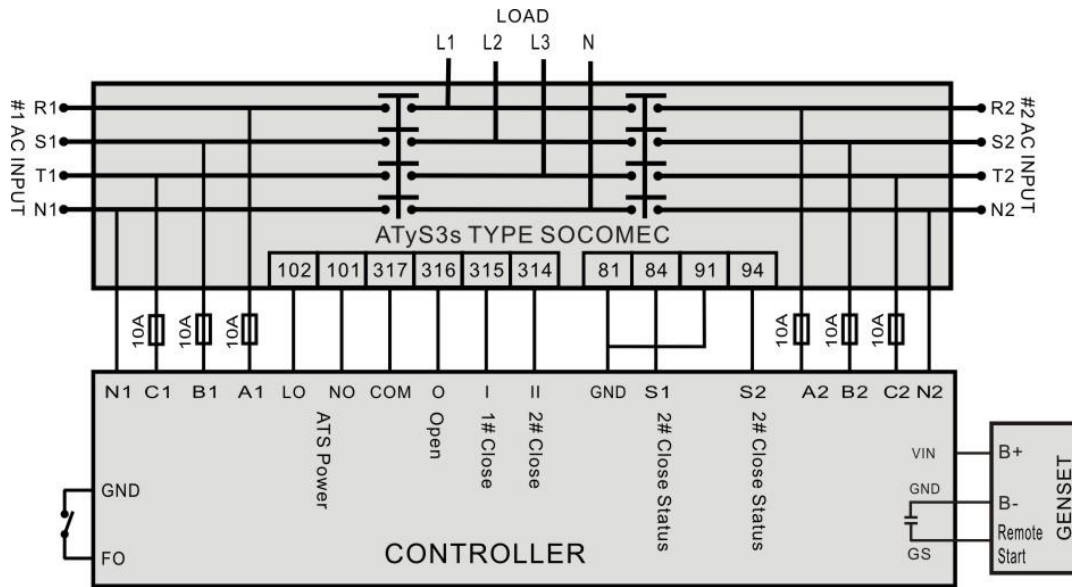 LOAD
L1 L2 L3 N
#1 AC INPUT
R1
S1
T1
N1
#2 AC INPUT
R2
S2
T2
N2
ATyS3s TYPE SOCOMEC
102 101 317 316 315 314 81 84 91 94
10A 10A 10A 10A 10A 10A
N1 C1 B1 A1 LO NO COM O I II GND S1 S2 A2 B2 C2 N2
ATS Power
Open
1# Close
2# Close
2# Close Status
2# Close Status
GND
FO
CONTROLLER
VIN
GND
GS
B+
B-
Remote
Start
GENSET